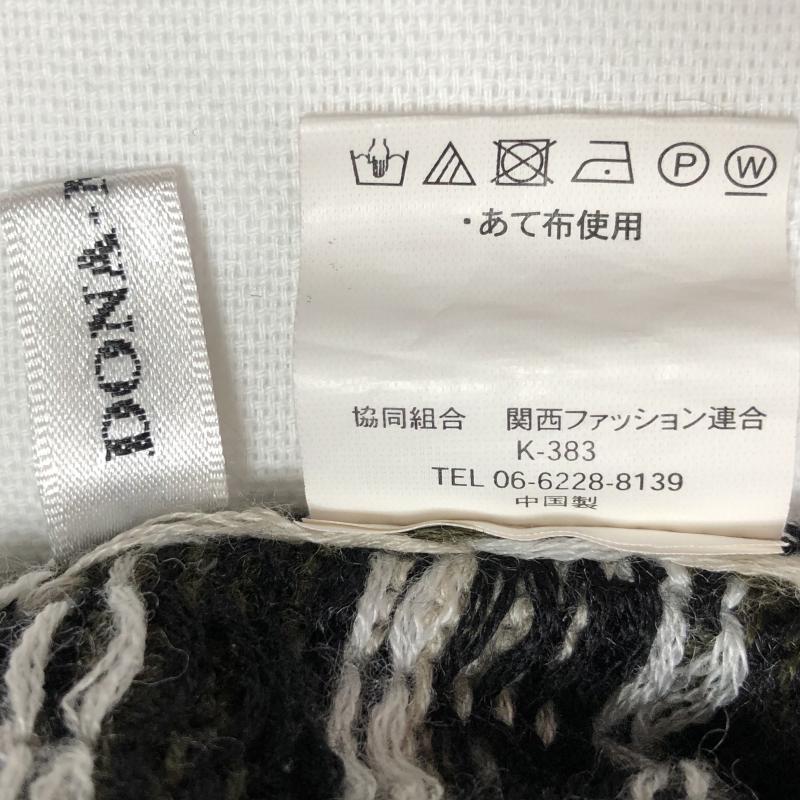 DONA-
P W
・あて布使用
協同組合 関西ファッション連合
K-383
TEL 06-6228-8139
中国製